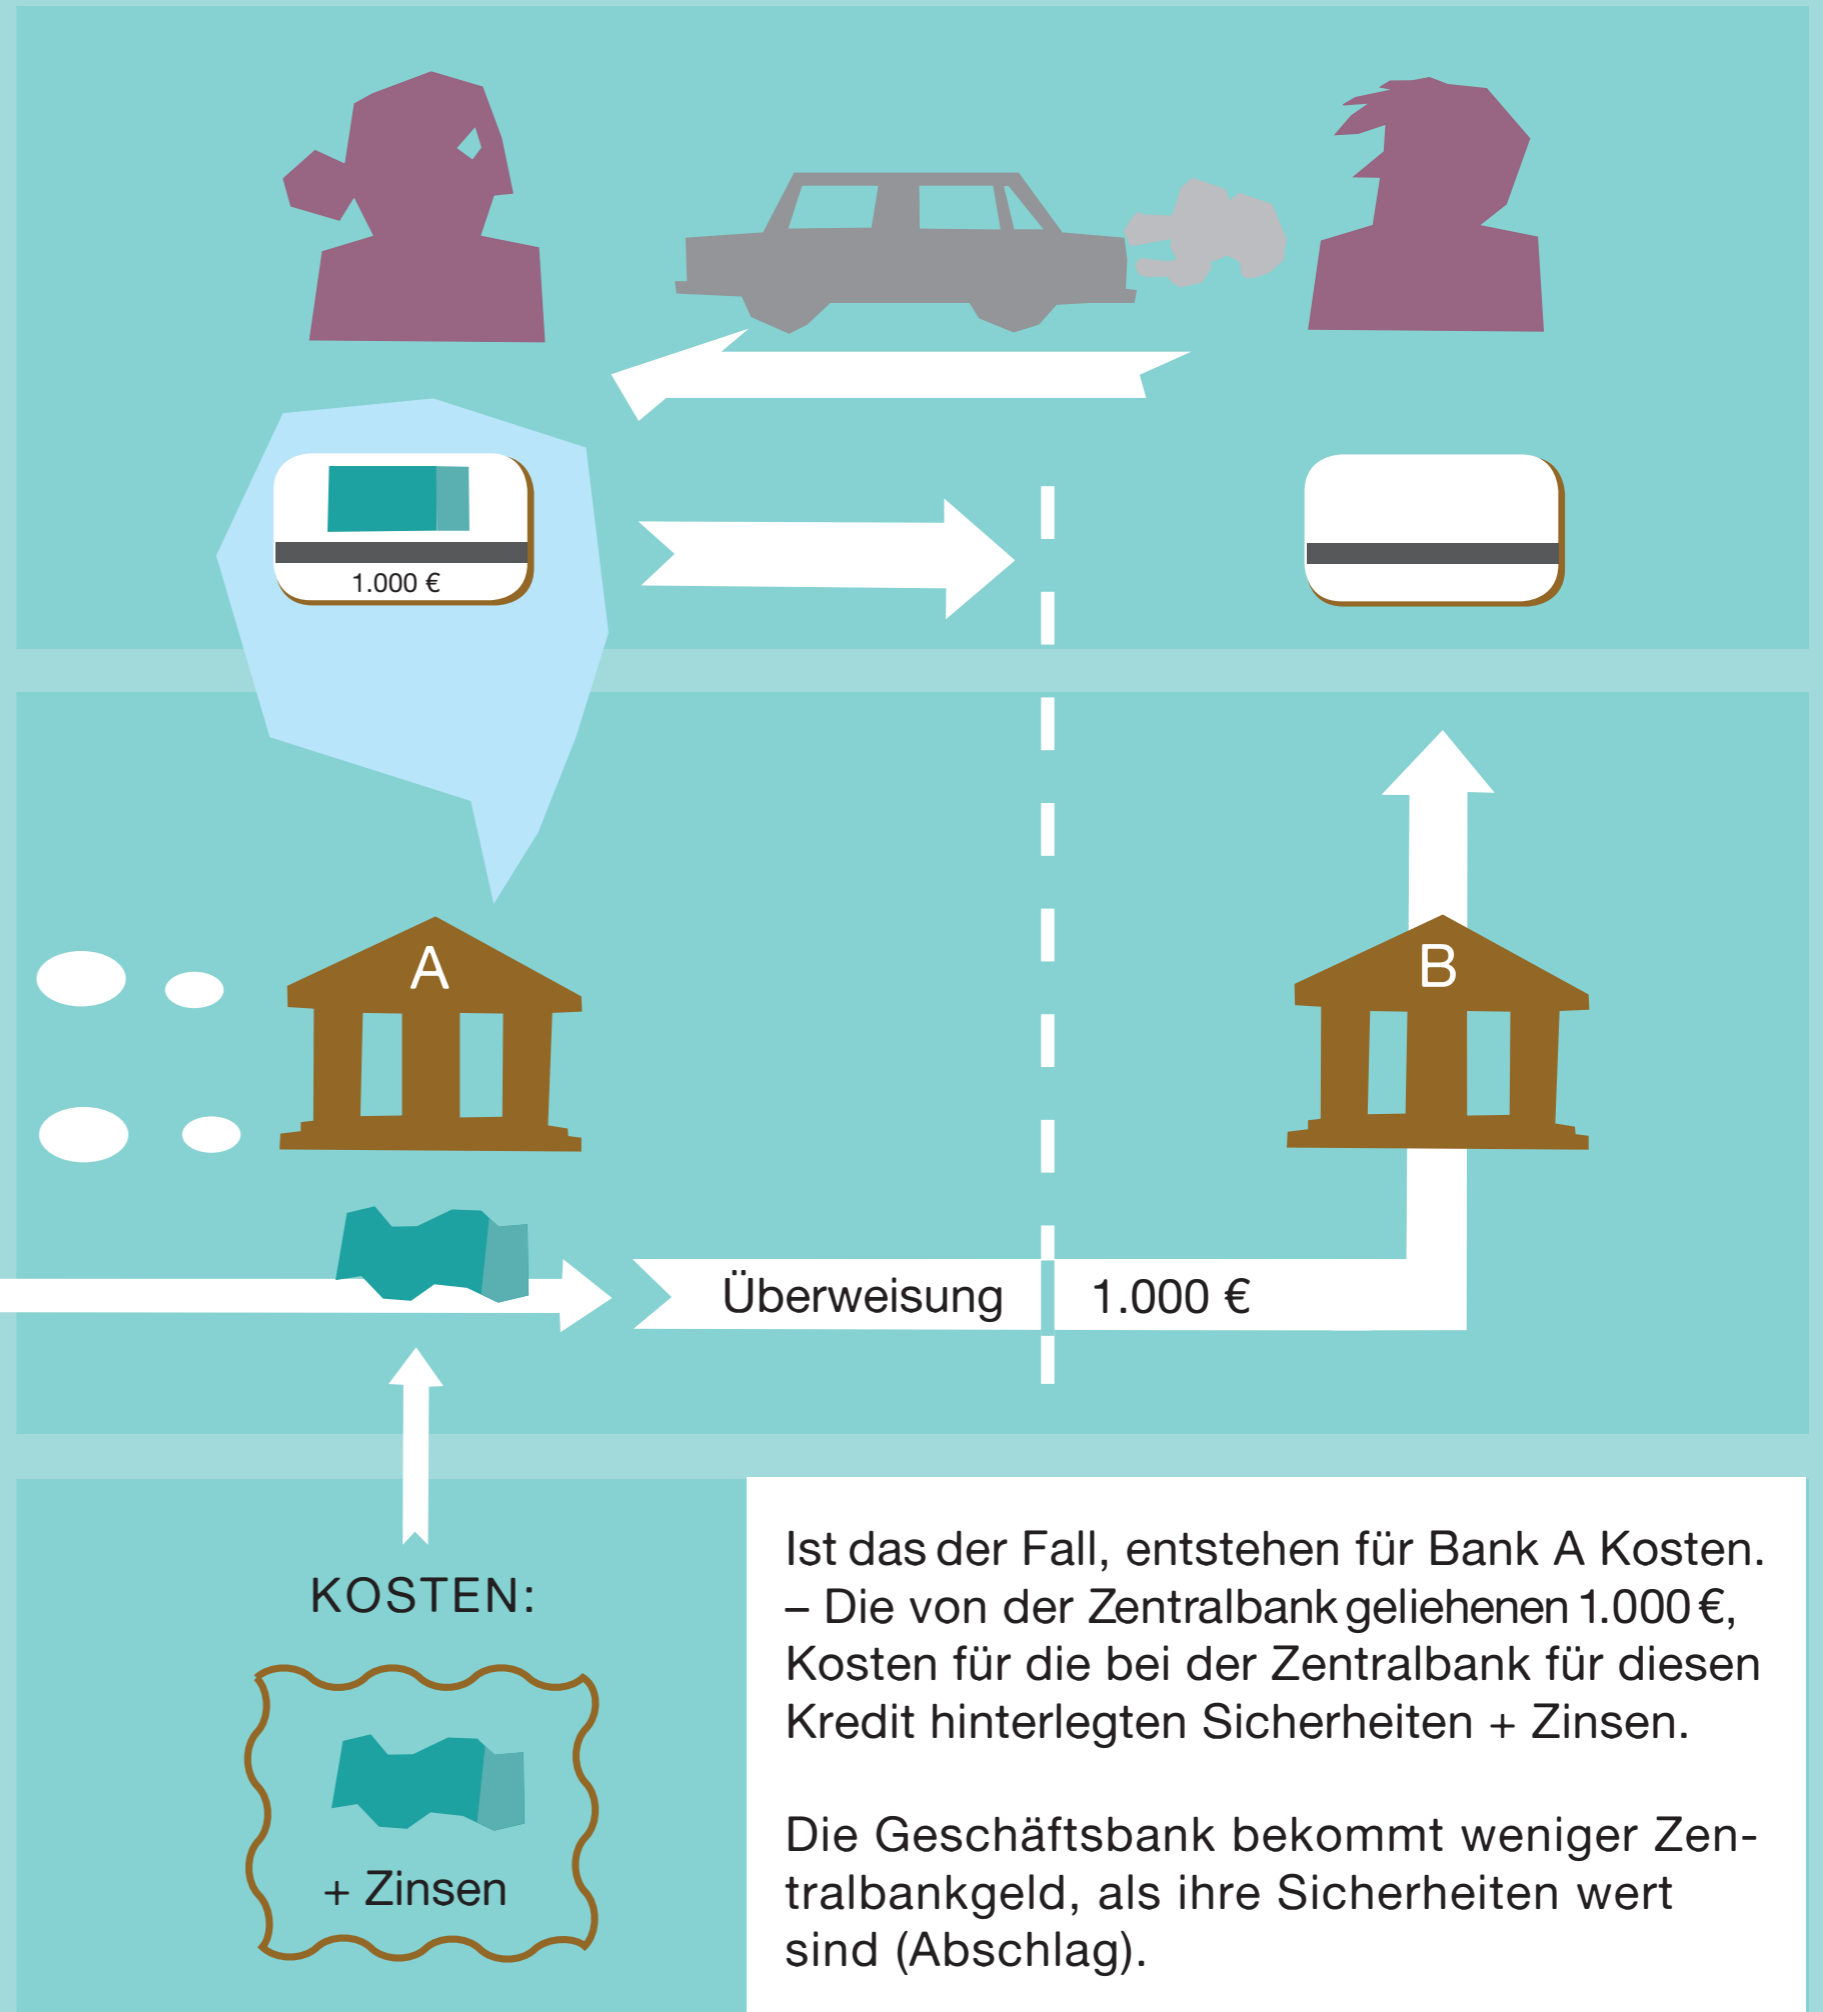 1.000 €
A
B
Überweisung 1.000 €
KOSTEN:
+ Zinsen
Ist das der Fall, entstehen für Bank A Kosten.
– Die von der Zentralbank geliehenen 1.000 €,
Kosten für die bei der Zentralbank für diesen
Kredit hinterlegten Sicherheiten + Zinsen.
Die Geschäftsbank bekommt weniger Zen-
tralbankgeld, als ihre Sicherheiten wert
sind (Abschlag).